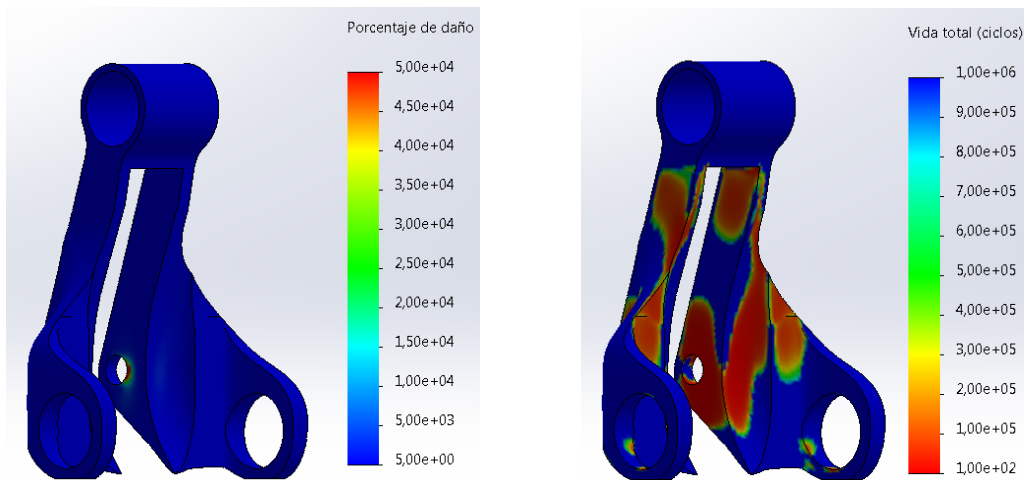 Porcentaje de daño
5,00e+04
4,50e+04
4,00e+04
3,50e+04
3,00e+04
2,50e+04
2,00e+04
1,50e+04
1,00e+04
5,00e+03
5,00e+00
Vida total (ciclos)
1,00e+06
9,00e+05
8,00e+05
7,00e+05
6,00e+05
5,00e+05
4,00e+05
3,00e+05
2,00e+05
1,00e+05
1,00e+02